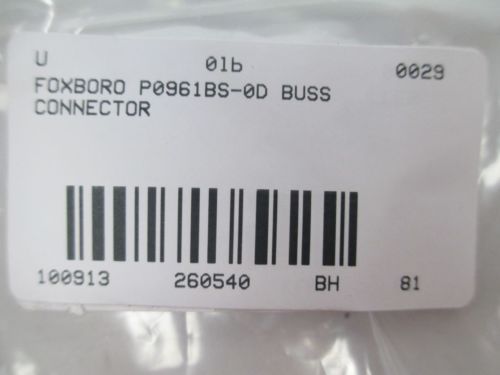 U 01b 0029
FOXBORO P0961BS-0D BUSS
CONNECTOR
100913 260540 BH 81